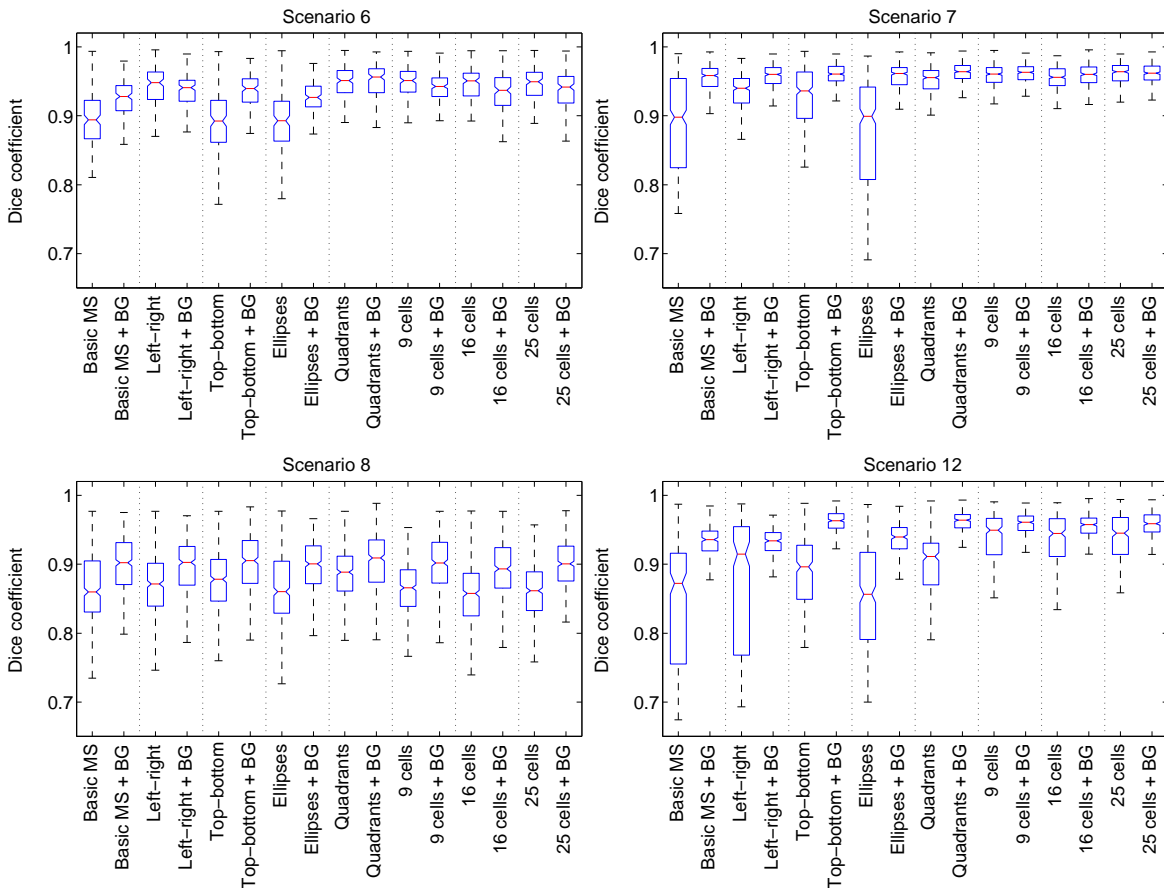 Scenario 6
Dice coefficient
1
0.9
0.8
0.7
Basic MS
Basic MS + BG
Left−right
Left−right + BG
Top−bottom
Top−bottom + BG
Ellipses
Ellipses + BG
Quadrants
Quadrants + BG
9 cells
9 cells + BG
16 cells
16 cells + BG
25 cells
25 cells + BG
Scenario 7
Dice coefficient
1
0.9
0.8
0.7
Basic MS
Basic MS + BG
Left−right
Left−right + BG
Top−bottom
Top−bottom + BG
Ellipses
Ellipses + BG
Quadrants
Quadrants + BG
9 cells
9 cells + BG
16 cells
16 cells + BG
25 cells
25 cells + BG
Scenario 8
Dice coefficient
1
0.9
0.8
0.7
Basic MS
Basic MS + BG
Left−right
Left−right + BG
Top−bottom
Top−bottom + BG
Ellipses
Ellipses + BG
Quadrants
Quadrants + BG
9 cells
9 cells + BG
16 cells
16 cells + BG
25 cells
25 cells + BG
Scenario 12
Dice coefficient
1
0.9
0.8
0.7
Basic MS
Basic MS + BG
Left−right
Left−right + BG
Top−bottom
Top−bottom + BG
Ellipses
Ellipses + BG
Quadrants
Quadrants + BG
9 cells
9 cells + BG
16 cells
16 cells + BG
25 cells
25 cells + BG